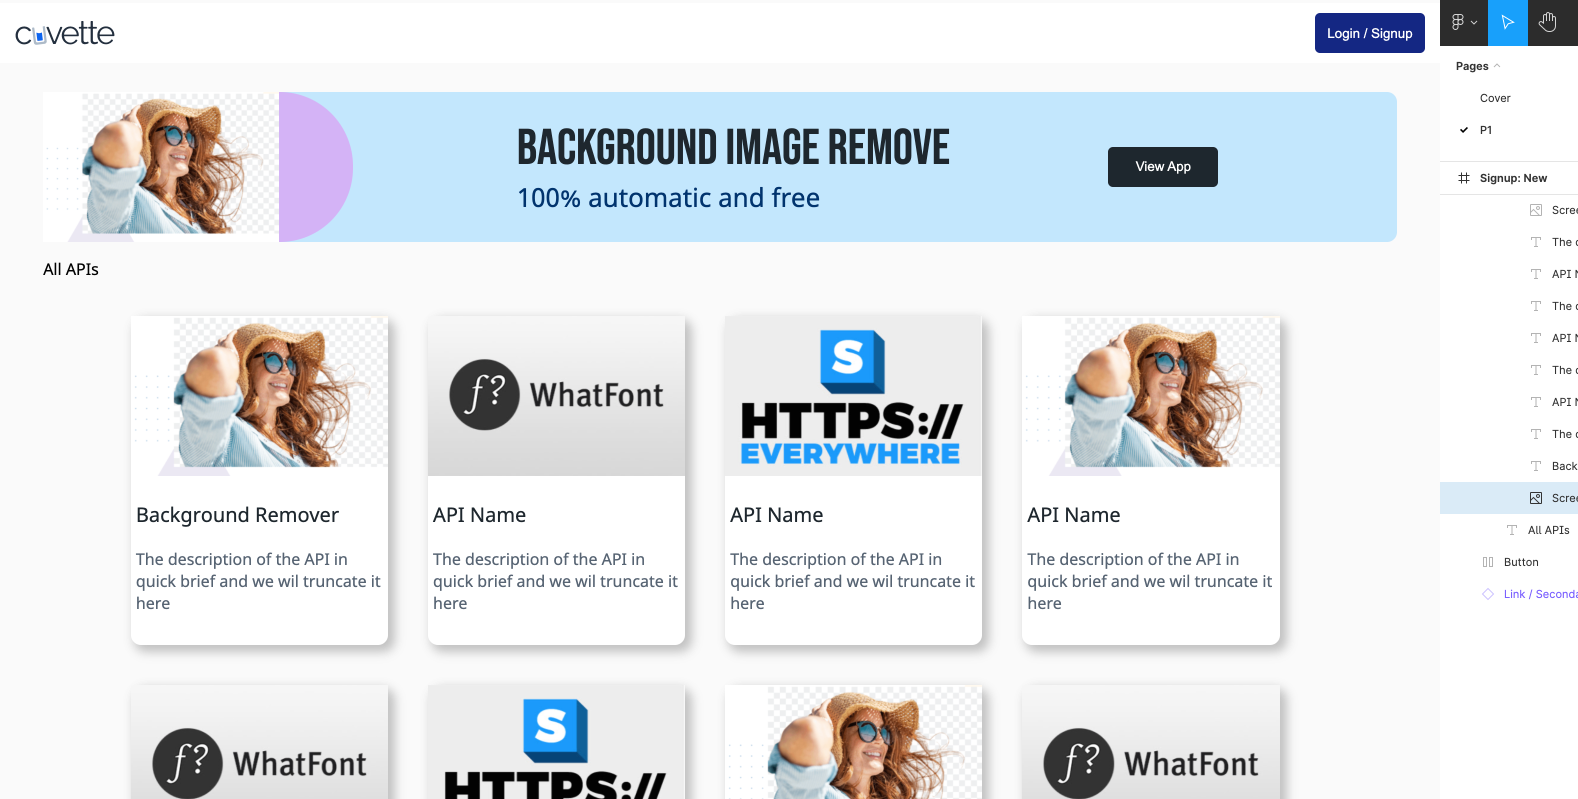 cuvette
Login / Signup
BACKGROUND IMAGE REMOVE
100% automatic and free
View App
All APIs
Background Remover
The description of the API in
quick brief and we wil truncate it
here
f? WhatFont
API Name
The description of the API in
quick brief and we wil truncate it
here
S
HTTPS://
EVERYWHERE
API Name
The description of the API in
quick brief and we wil truncate it
here
API Name
The description of the API in
quick brief and we wil truncate it
here
f? WhatFont
S
HTTPS://
f? WhatFont
Pages
Cover
P1
Signup: New
Scree
The d
API N
The d
API N
The d
API N
The d
Back
Scree
All APIs
Button
Link / Seconda